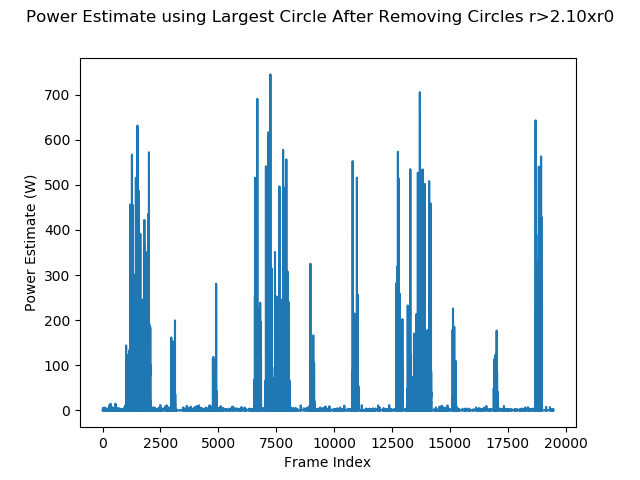 Power Estimate using Largest Circle After Removing Circles r>2.10xr0
700
600
500
400
300
200
100
0
Power Estimate (W)
0 2500 5000 7500 10000 12500 15000 17500 20000
Frame Index